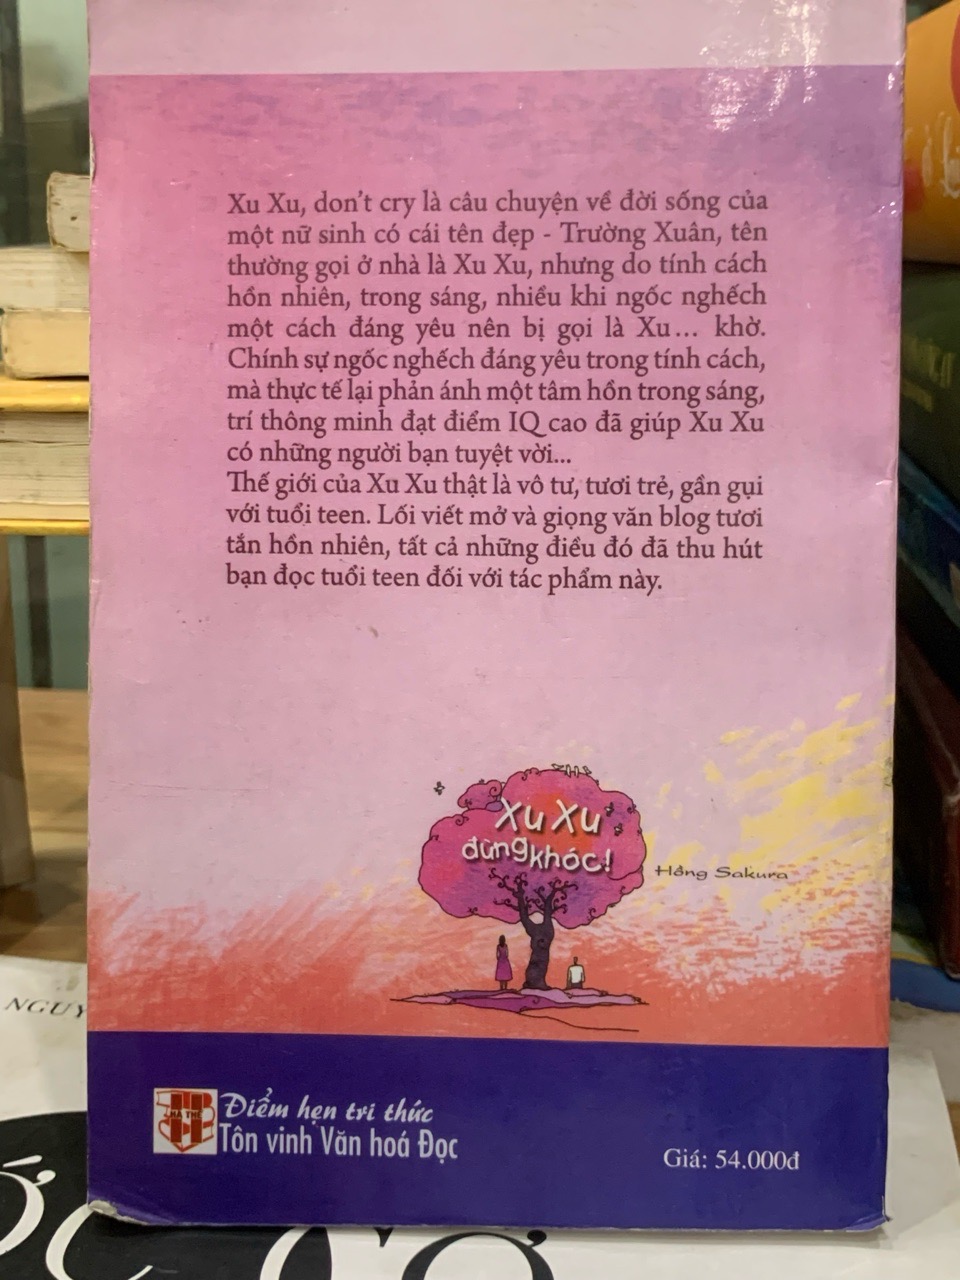 Xu Xu, don't cry là câu chuyện về đời sống của
một nữ sinh có cái tên đẹp - Trường Xuân, tên
thường gọi ở nhà là Xu Xu, nhưng do tính cách
hồn nhiên, trong sáng, nhiều khi ngốc nghếch
một cách đáng yêu nên bị gọi là Xu... khờ.
Chính sự ngốc nghếch đáng yêu trong tính cách,
mà thực tế lại phản ánh một tâm hồn trong sáng,
trí thông minh đạt điểm IQ cao đã giúp Xu Xu
có những người bạn tuyệt vời...
Thế giới của Xu Xu thật là vô tư, tươi trẻ, gần gụi
với tuổi teen. Lối viết mở và giọng văn blog tươi
tắn hồn nhiên, tất cả những điều đó đã thu hút
bạn đọc tuổi teen đối với tác phẩm này.
Xu Xu
đừng khóc!
Hồng Sakura
NGUY
HÀ THẾ
Điểm hẹn tri thức
Tôn vinh Văn hoá Đọc
Giá: 54.000đ